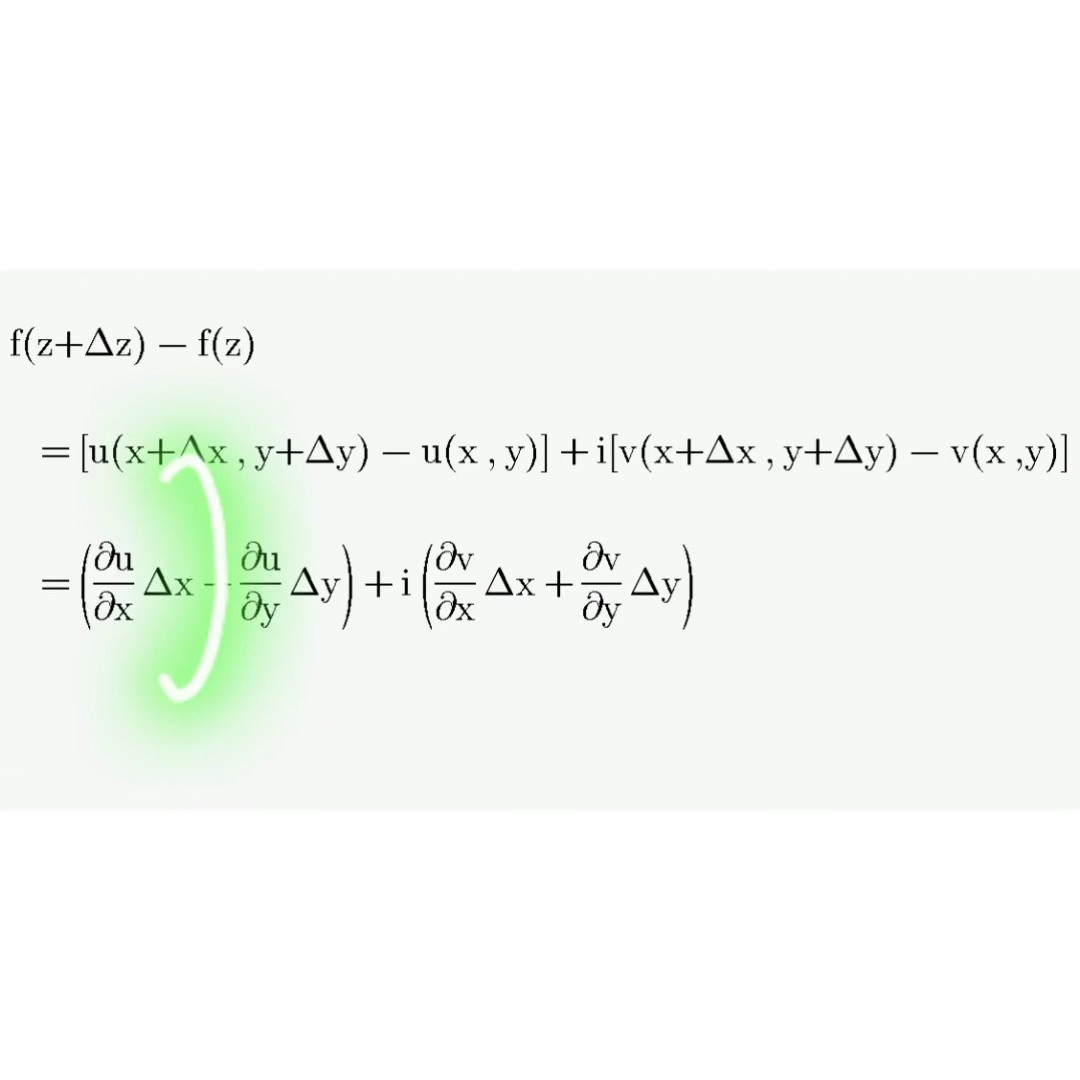 f(z+Δz) − f(z)
= [u(x+Δx , y+Δy) − u(x , y)] + i[v(x+Δx , y+Δy) − v(x ,y)]
= (∂u/∂x Δx ∂u/∂y Δy) + i (∂v/∂x Δx + ∂v/∂y Δy)